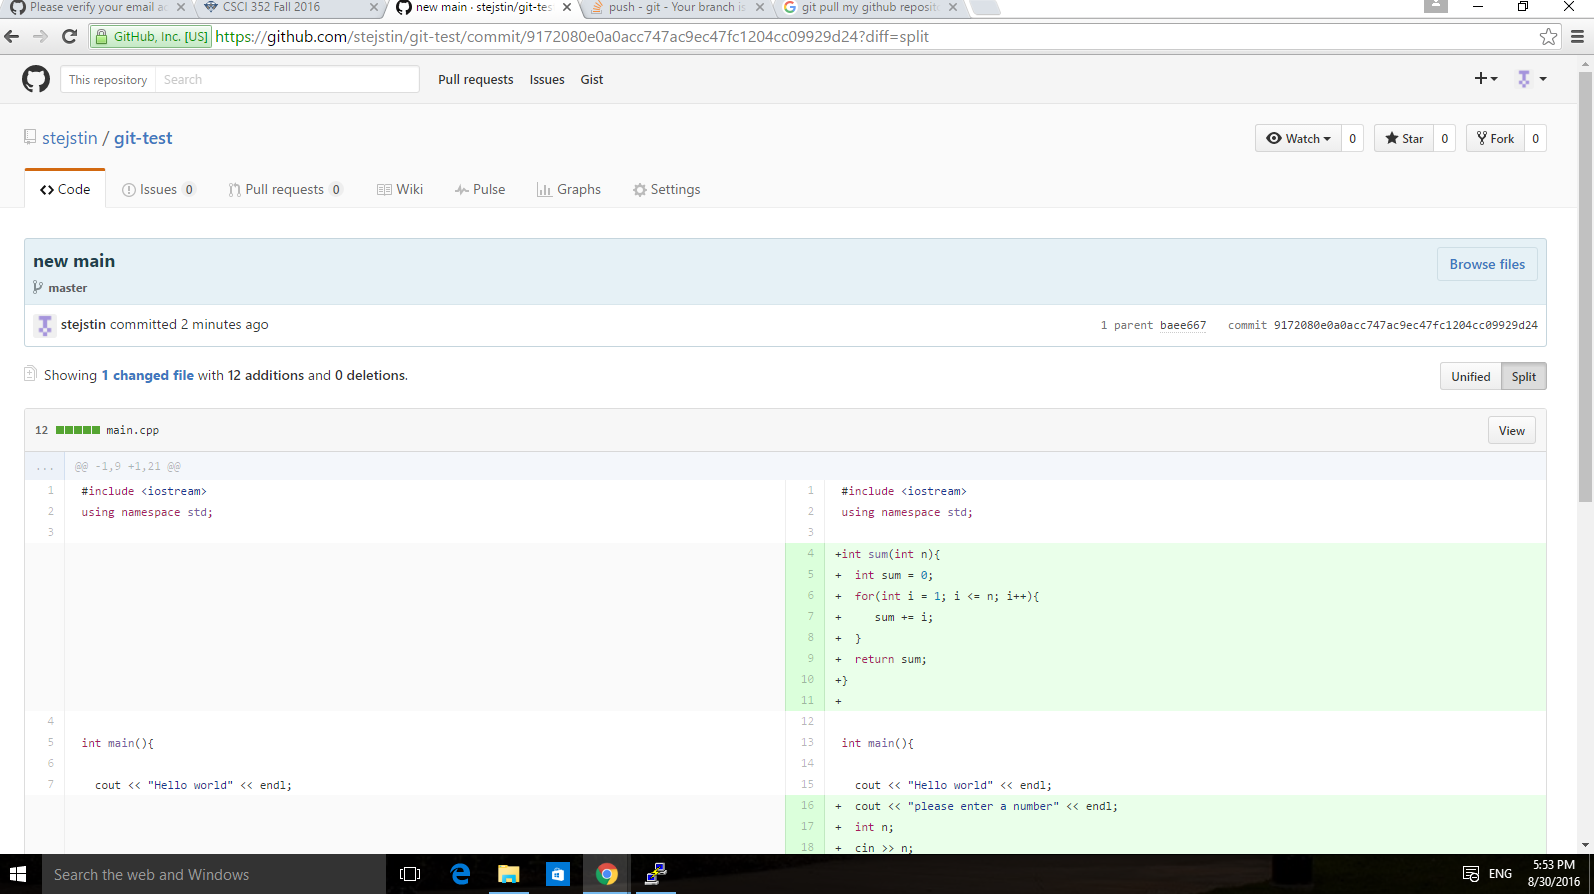 Please verify your email ad
CSCI 352 Fall 2016
new main · stejstin/git-tes
push - git - Your branch is
git pull my github reposit
GitHub, Inc. [US]
https://github.com/stejstin/git-test/commit/9172080e0a0acc747ac9ec47fc1204cc09929d24?diff=split
This repository
Search
Pull requests
Issues
Gist
stejstin / git-test
Watch
0
Star
0
Fork
0
Code
Issues 0
Pull requests 0
Wiki
Pulse
Graphs
Settings
new main
Browse files
master
stejstin committed 2 minutes ago
1 parent baee667
commit 9172080e0a0acc747ac9ec47fc1204cc09929d24
Showing 1 changed file with 12 additions and 0 deletions.
Unified
Split
12
main.cpp
View
...
@@ -1,9 +1,21 @@
1 #include <iostream>
1 #include <iostream>
2 using namespace std;
2 using namespace std;
3
3
4 +int sum(int n){
5 + int sum = 0;
6 + for(int i = 1; i <= n; i++){
7 + sum += i;
8 + }
9 + return sum;
10 +}
11 +
4
12
5 int main(){
13 int main(){
6
14
7 cout << "Hello world" << endl;
15 cout << "Hello world" << endl;
16 + cout << "please enter a number" << endl;
17 + int n;
18 + cin >> n;
Search the web and Windows
ENG
5:53 PM
8/30/2016